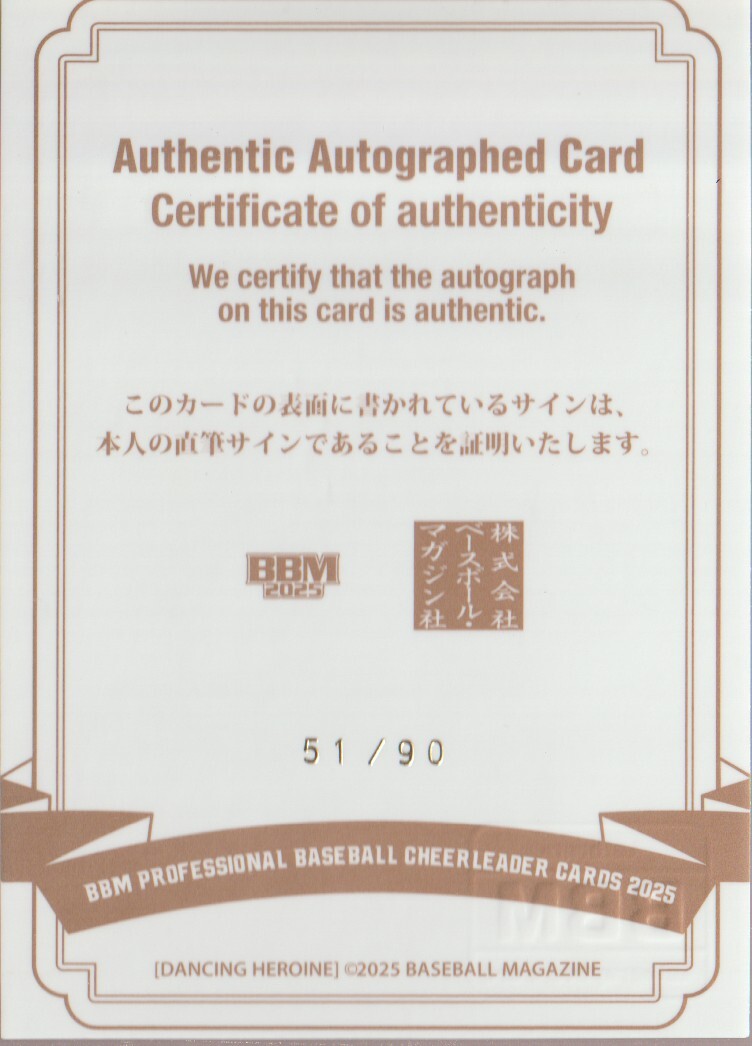 Authentic Autographed Card
Certificate of authenticity
We certify that the autograph
on this card is authentic.
このカードの表面に書かれているサインは、
本人の直筆サインであることを証明いたします。
BBM
2025
株式会社
ベースボール・
マガジン社
51/90
BBM PROFESSIONAL BASEBALL CHEERLEADER CARDS 2025
BBM
[DANCING HEROINE] ©2025 BASEBALL MAGAZINE